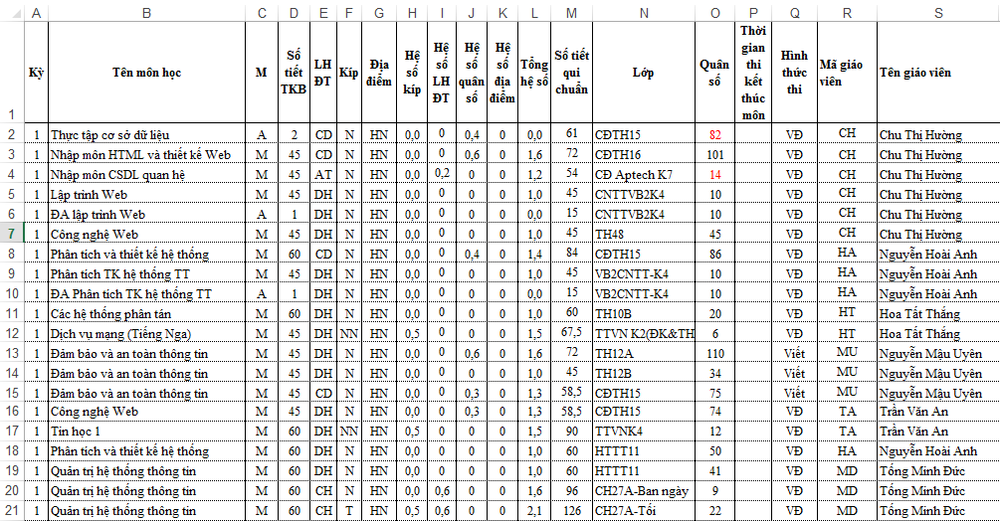 A B C D E F G H I J K L M N O P Q R S
1 Kỳ Tên môn học M Số tiết TKB LH ĐT Kíp Địa điểm Hệ số kíp Hệ số LH ĐT Hệ số quân số Hệ số địa điểm Tổng hệ số Số tiết qui chuẩn Lớp Quân số Thời gian thi kết thúc môn Hình thức thi Mã giáo viên Tên giáo viên
2 1 Thực tập cơ sở dữ liệu A 2 CD N HN 0,0 0 0,4 0 0,0 61 CĐTH15 82 VĐ CH Chu Thị Hường
3 1 Nhập môn HTML và thiết kế Web M 45 CD N HN 0,0 0 0,6 0 1,6 72 CĐTH16 101 VĐ CH Chu Thị Hường
4 1 Nhập môn CSDL quan hệ M 45 AT N HN 0,0 0,2 0 0 1,2 54 CĐ Aptech K7 14 VĐ CH Chu Thị Hường
5 1 Lập trình Web M 45 DH N HN 0,0 0 0 0 1,0 45 CNTTVB2K4 10 VĐ CH Chu Thị Hường
6 1 ĐA lập trình Web A 1 DH N HN 0,0 0 0 0 0,0 15 CNTTVB2K4 10 VĐ CH Chu Thị Hường
7 1 Công nghệ Web M 45 DH N HN 0,0 0 0 0 1,0 45 TH48 45 VĐ CH Chu Thị Hường
8 1 Phân tích và thiết kế hệ thống M 60 CD N HN 0,0 0 0,4 0 1,4 84 CĐTH15 86 VĐ HA Nguyễn Hoài Anh
9 1 Phân tích TK hệ thống TT M 45 DH N HN 0,0 0 0 0 1,0 45 VB2CNTT-K4 10 VĐ HA Nguyễn Hoài Anh
10 1 ĐA Phân tích TK hệ thống TT A 1 DH N HN 0,0 0 0 0 0,0 15 VB2CNTT-K4 10 VĐ HA Nguyễn Hoài Anh
11 1 Các hệ thống phân tán M 60 DH N HN 0,0 0 0 0 1,0 60 TH10B 20 VĐ HT Hoa Tất Thắng
12 1 Dịch vụ mạng (Tiếng Nga) M 45 DH NN HN 0,5 0 0 0 1,5 67,5 TTVN K2(ĐK&TH 6 VĐ HT Hoa Tất Thắng
13 1 Đảm bảo và an toàn thông tin M 45 DH N HN 0,0 0 0,6 0 1,6 72 TH12A 110 Viết MU Nguyễn Mậu Uyên
14 1 Đảm bảo và an toàn thông tin M 45 DH N HN 0,0 0 0 0 1,0 45 TH12B 34 Viết MU Nguyễn Mậu Uyên
15 1 Đảm bảo và an toàn thông tin M 45 CD N HN 0,0 0 0,3 0 1,3 58,5 CĐTH15 75 Viết MU Nguyễn Mậu Uyên
16 1 Công nghệ Web M 45 DH N HN 0,0 0 0,3 0 1,3 58,5 CĐTH15 74 VĐ TA Trần Văn An
17 1 Tin học 1 M 60 DH NN HN 0,5 0 0 0 1,5 90 TTVNK4 12 VĐ TA Trần Văn An
18 1 Phân tích và thiết kế hệ thống M 60 DH N HN 0,0 0 0 0 1,0 60 HTTT11 50 VĐ HA Nguyễn Hoài Anh
19 1 Quản trị hệ thống thông tin M 60 DH N HN 0,0 0 0 0 1,0 60 HTTT11 41 VĐ MD Tống Minh Đức
20 1 Quản trị hệ thống thông tin M 60 CH N HN 0,0 0,6 0 0 1,6 96 CH27A-Ban ngày 9 VĐ MD Tống Minh Đức
21 1 Quản trị hệ thống thông tin M 60 CH T HN 0,5 0,6 0 0 2,1 126 CH27A-Tối 22 VĐ MD Tống Minh Đức